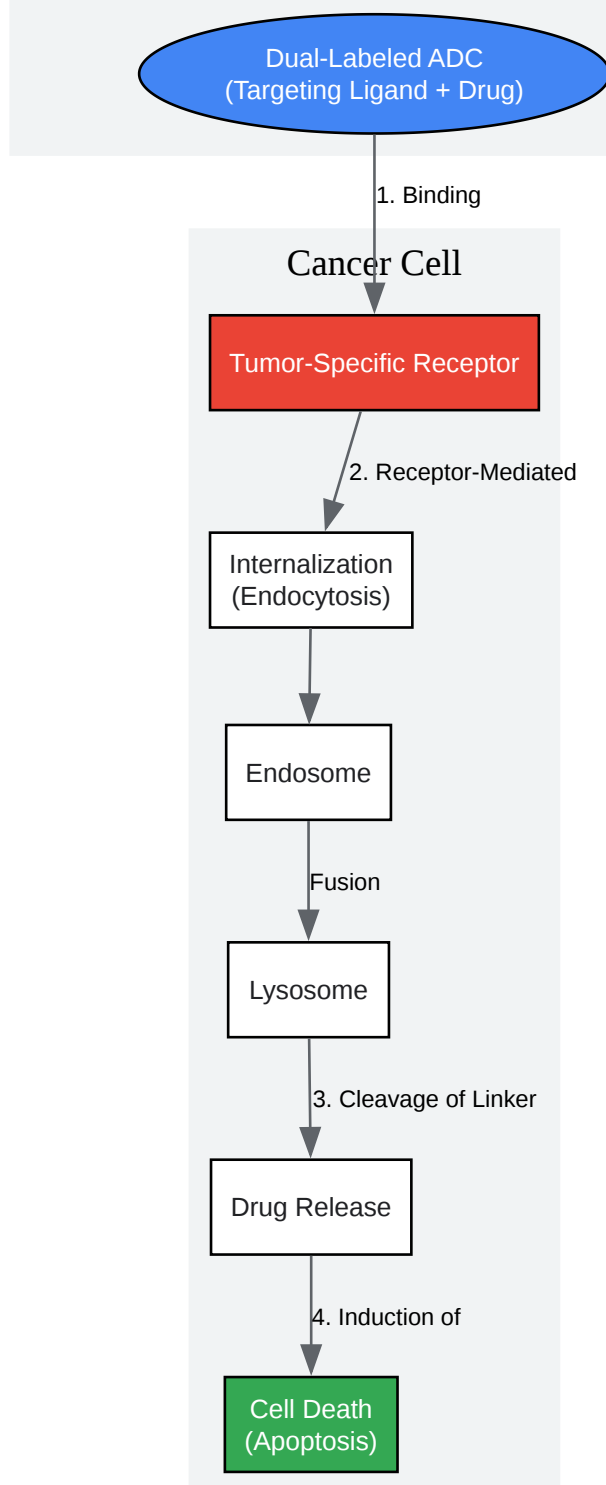 Dual-Labeled ADC
(Targeting Ligand + Drug)
1. Binding
Cancer Cell
Tumor-Specific Receptor
2. Receptor-Mediated
Internalization
(Endocytosis)
Endosome
Fusion
Lysosome
3. Cleavage of Linker
Drug Release
4. Induction of
Cell Death
(Apoptosis)